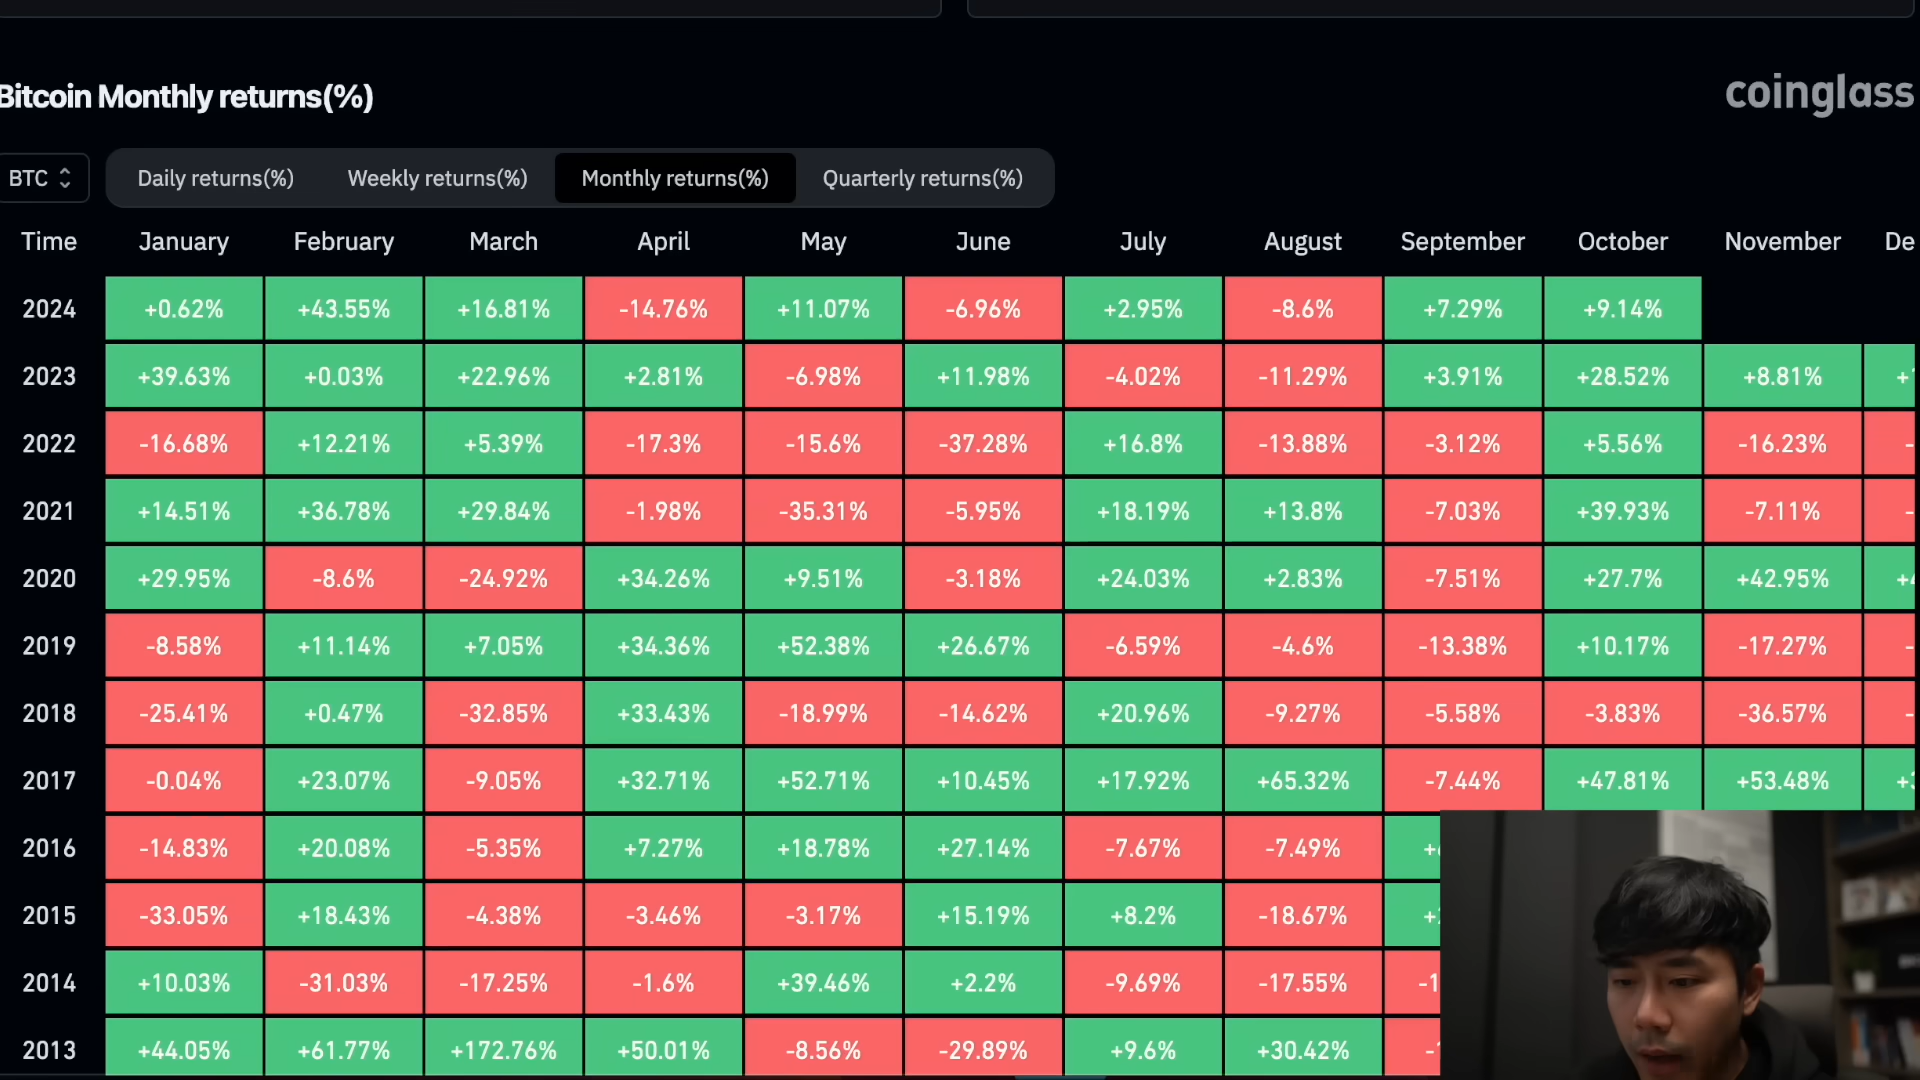 Bitcoin Monthly returns(%)
coinglass
BTC Daily returns(%) Weekly returns(%) Monthly returns(%) Quarterly returns(%)
Time January February March April May June July August September October November De
2024 +0.62% +43.55% +16.81% -14.76% +11.07% -6.96% +2.95% -8.6% +7.29% +9.14%
2023 +39.63% +0.03% +22.96% +2.81% -6.98% +11.98% -4.02% -11.29% +3.91% +28.52% +8.81% +
2022 -16.68% +12.21% +5.39% -17.3% -15.6% -37.28% +16.8% -13.88% -3.12% +5.56% -16.23% -
2021 +14.51% +36.78% +29.84% -1.98% -35.31% -5.95% +18.19% +13.8% -7.03% +39.93% -7.11% -
2020 +29.95% -8.6% -24.92% +34.26% +9.51% -3.18% +24.03% +2.83% -7.51% +27.7% +42.95% +
2019 -8.58% +11.14% +7.05% +34.36% +52.38% +26.67% -6.59% -4.6% -13.38% +10.17% -17.27% -
2018 -25.41% +0.47% -32.85% +33.43% -18.99% -14.62% +20.96% -9.27% -5.58% -3.83% -36.57% -
2017 -0.04% +23.07% -9.05% +32.71% +52.71% +10.45% +17.92% +65.32% -7.44% +47.81% +53.48% +
2016 -14.83% +20.08% -5.35% +7.27% +18.78% +27.14% -7.67% -7.49% +
2015 -33.05% +18.43% -4.38% -3.46% -3.17% +15.19% +8.2% -18.67% +
2014 +10.03% -31.03% -17.25% -1.6% +39.46% +2.2% -9.69% -17.55% -1
2013 +44.05% +61.77% +172.76% +50.01% -8.56% -29.89% +9.6% +30.42% -